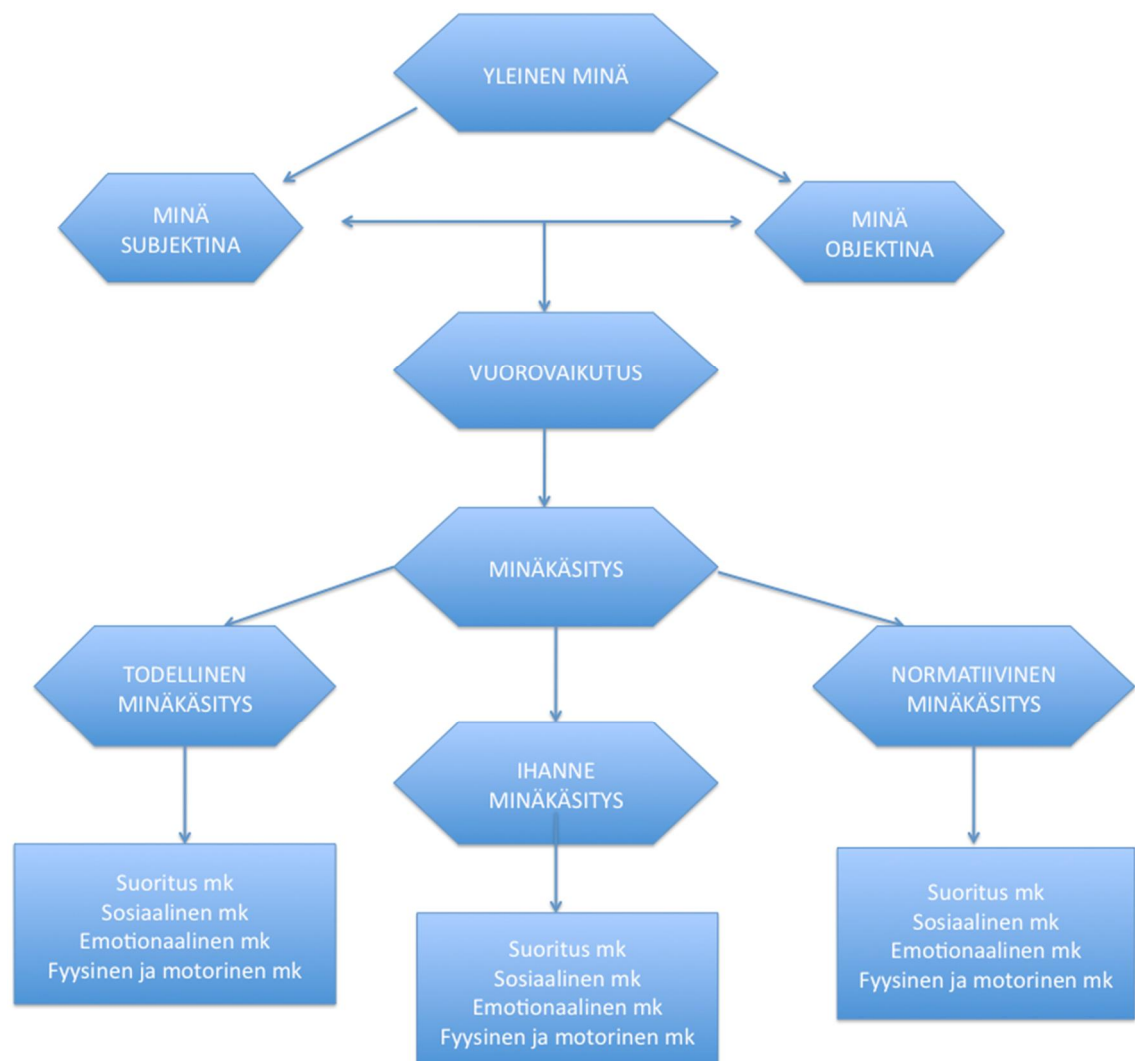 YLEINEN MINÄ
MINÄ
SUBJEKTINA
MINÄ
OBJEKTINA
VUOROVAIKUTUS
MINÄKÄSITYS
TODELLINEN
MINÄKÄSITYS
IHANNE
MINÄKÄSITYS
NORMATIIVINEN
MINÄKÄSITYS
Suoritus mk
Sosiaalinen mk
Emotionaalinen mk
Fyysinen ja motorinen mk
Suoritus mk
Sosiaalinen mk
Emotionaalinen mk
Fyysinen ja motorinen mk
Suoritus mk
Sosiaalinen mk
Emotionaalinen mk
Fyysinen ja motorinen mk